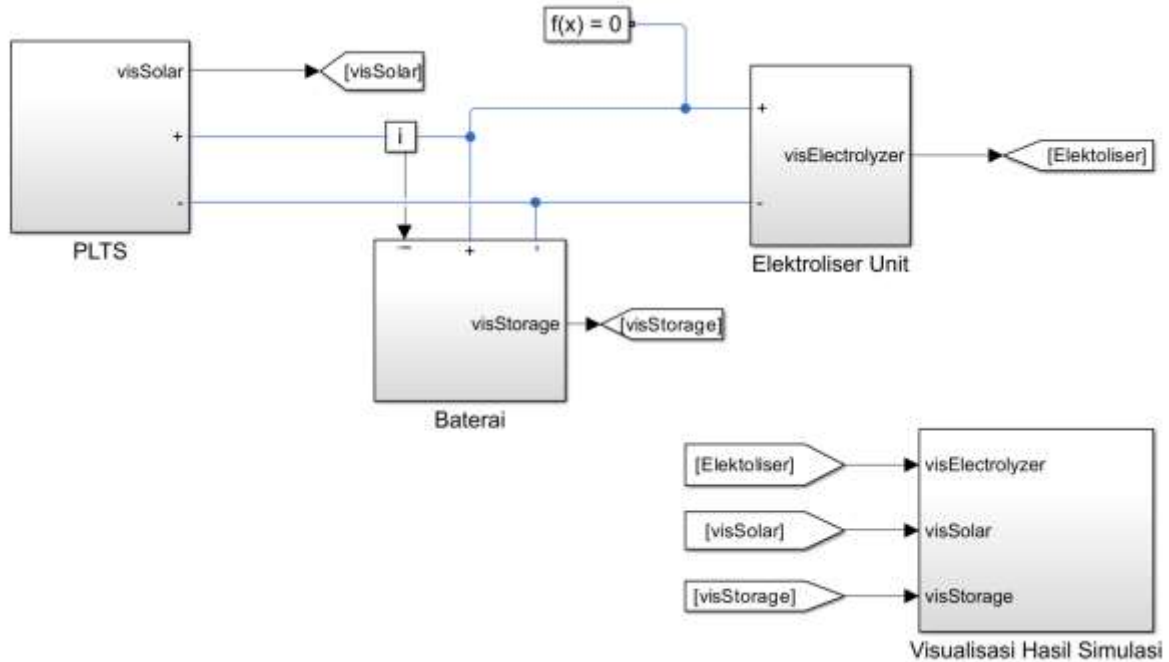 f(x) = 0
visSolar
[visSolar]
+
i
-
PLTS
+
visElectrolyzer
-
[Elektoliser]
Elektroliser Unit
+
-
visStorage
[visStorage]
Baterai
[Elektoliser]
visElectrolyzer
[visSolar]
visSolar
[visStorage]
visStorage
Visualisasi Hasil Simulasi